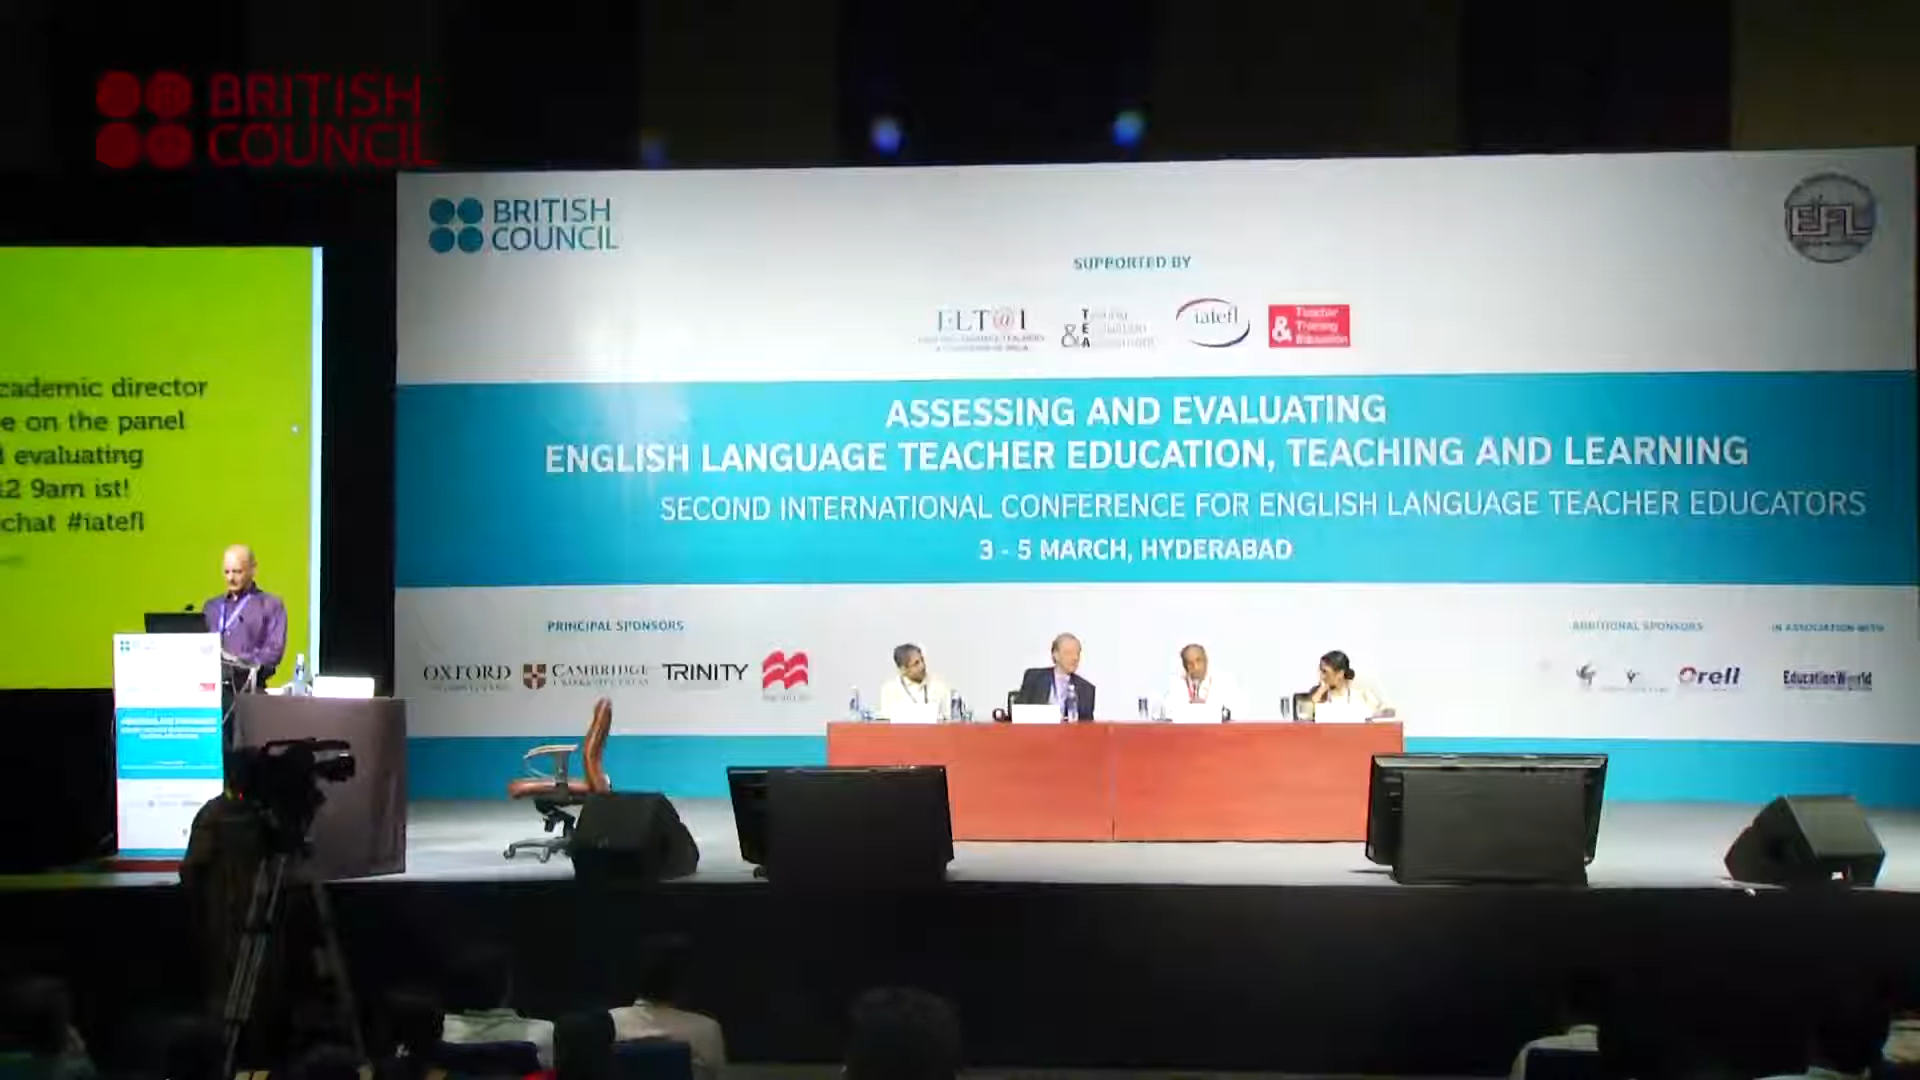 BRITISH
COUNCIL
BRITISH
COUNCIL
EFL
SUPPORTED BY
ELT@I
TEA
iatefl
Teacher
Training
& Education
ASSESSING AND EVALUATING
ENGLISH LANGUAGE TEACHER EDUCATION, TEACHING AND LEARNING
SECOND INTERNATIONAL CONFERENCE FOR ENGLISH LANGUAGE TEACHER EDUCATORS
3 - 5 MARCH, HYDERABAD
cademic director
e on the panel
evaluating
9am ist!
chat #iatefl
PRINCIPAL SPONSORS
OXFORD
CAMBRIDGE
TRINITY
ADDITIONAL SPONSORS
Orell
IN ASSOCIATION WITH
EducationWorld